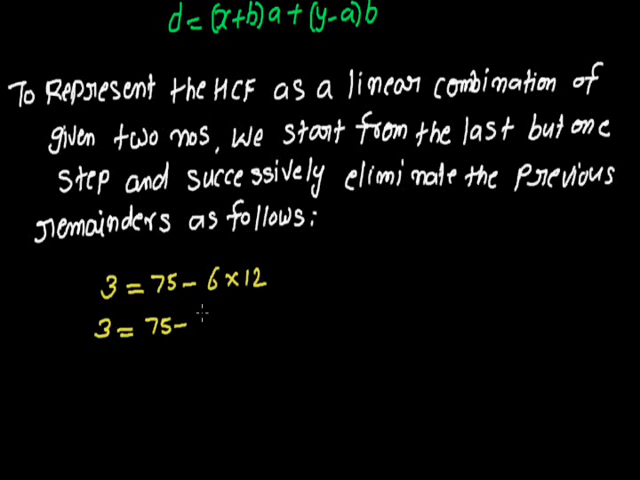 d = (x+b)a + (y-a)b
To Represent the HCF as a linear combination of
given two nos, we start from the last but one
step and successively eliminate the previous
remainders as follows:
3 = 75 - 6 × 12
3 = 75 -